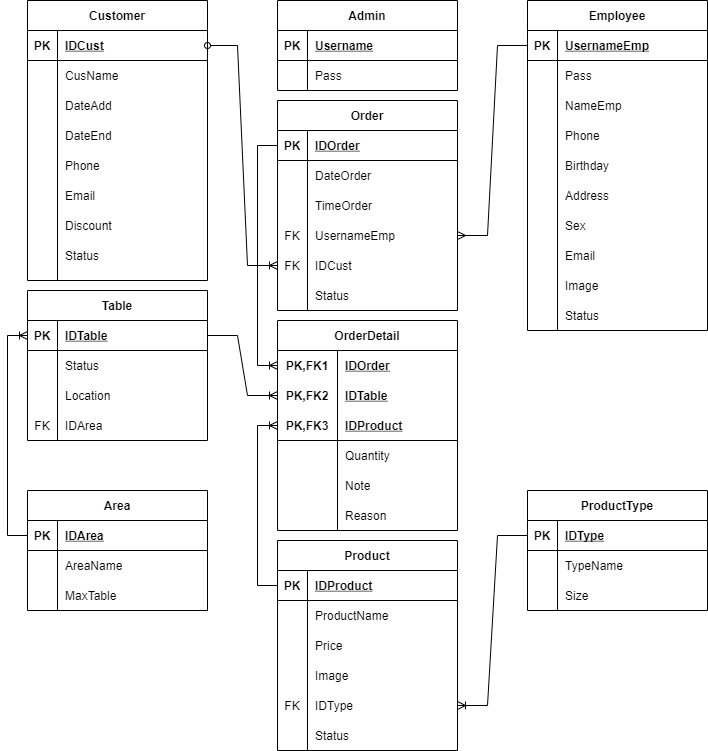 Customer
PK IDCust
CusName
DateAdd
DateEnd
Phone
Email
Discount
Status
Admin
PK Username
Pass
Employee
PK UsernameEmp
Pass
NameEmp
Phone
Birthday
Address
Sex
Email
Image
Status
Order
PK IDOrder
DateOrder
TimeOrder
FK UsernameEmp
FK IDCust
Status
Table
PK IDTable
Status
Location
FK IDArea
OrderDetail
PK,FK1 IDOrder
PK,FK2 IDTable
PK,FK3 IDProduct
Quantity
Note
Reason
Area
PK IDArea
AreaName
MaxTable
Product
PK IDProduct
ProductName
Price
Image
FK IDType
Status
ProductType
PK IDType
TypeName
Size